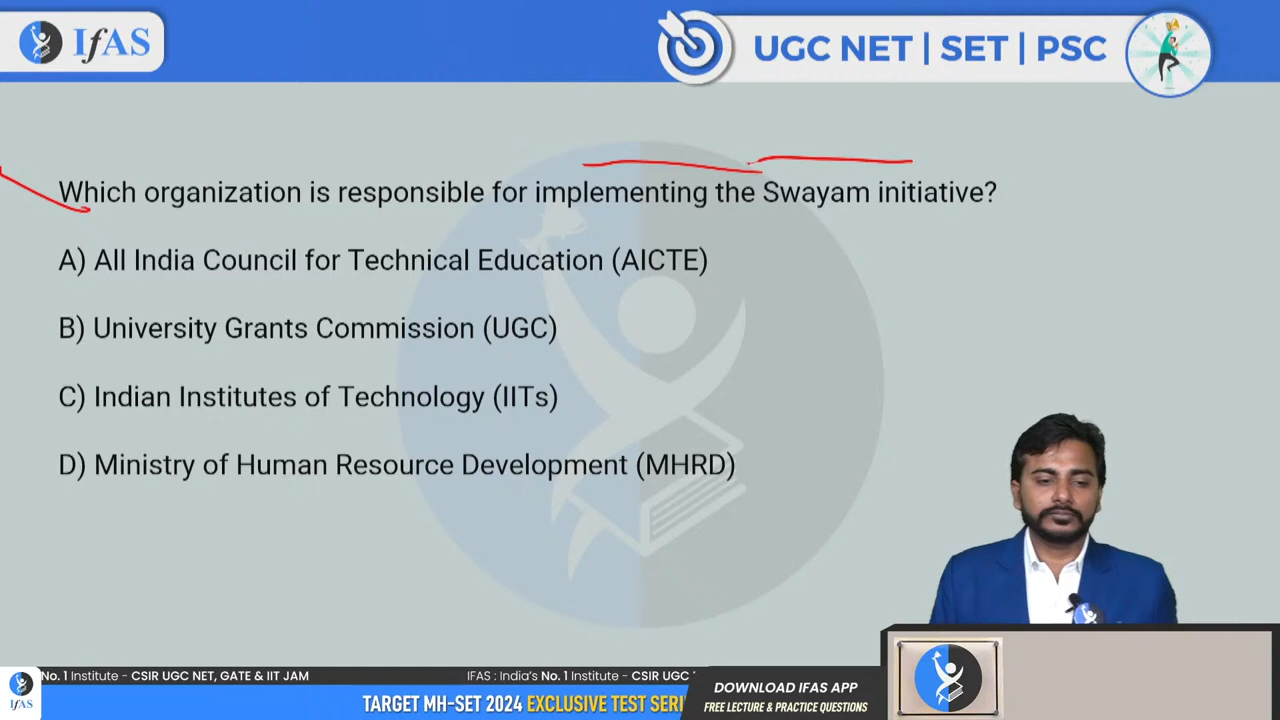 IfAS
UGC NET | SET | PSC
Which organization is responsible for implementing the Swayam initiative?
A) All India Council for Technical Education (AICTE)
B) University Grants Commission (UGC)
C) Indian Institutes of Technology (IITs)
D) Ministry of Human Resource Development (MHRD)
No. 1 Institute - CSIR UGC NET, GATE & IIT JAM
IFAS : India's No. 1 Institute - CSIR UGC
IfAS
TARGET MH-SET 2024 EXCLUSIVE TEST SERI
DOWNLOAD IFAS APP
FREE LECTURE & PRACTICE QUESTIONS